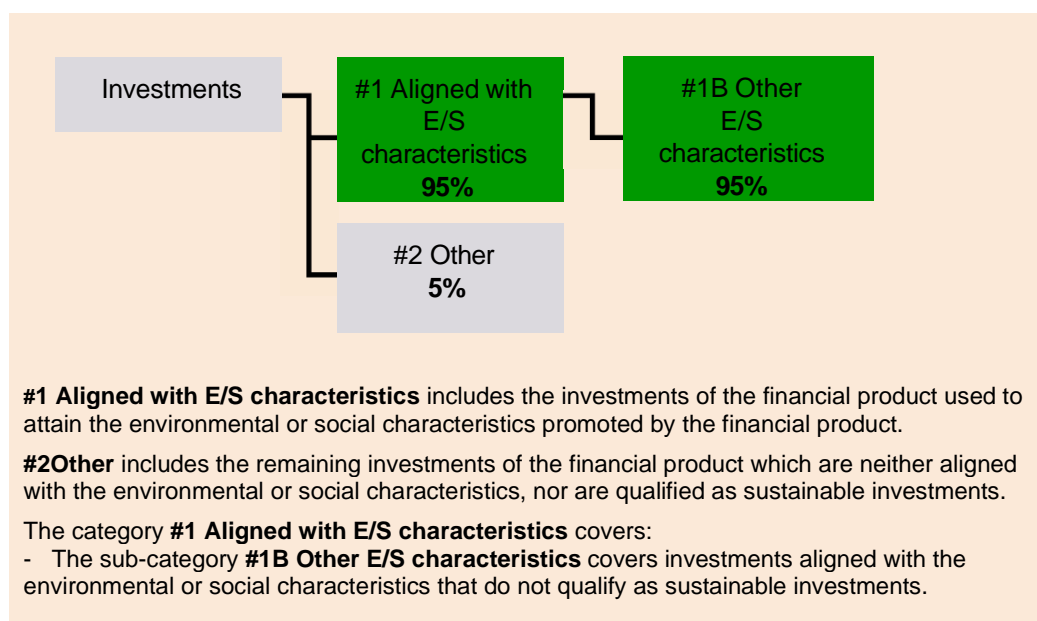 Investments
#1 Aligned with
E/S
characteristics
95%
#1B Other
E/S
characteristics
95%
#2 Other
5%
#1 Aligned with E/S characteristics includes the investments of the financial product used to
attain the environmental or social characteristics promoted by the financial product.
#2Other includes the remaining investments of the financial product which are neither aligned
with the environmental or social characteristics, nor are qualified as sustainable investments.
The category #1 Aligned with E/S characteristics covers:
- The sub-category #1B Other E/S characteristics covers investments aligned with the
environmental or social characteristics that do not qualify as sustainable investments.